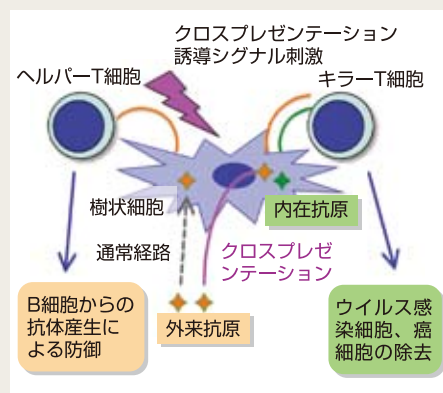 クロスプレゼンテーション
誘導シグナル刺激
ヘルパーT細胞
キラーT細胞
樹状細胞
内在抗原
通常経路
クロスプレゼ
ンテーション
B細胞からの
抗体産生に
よる防御
外来抗原
ウイルス感
染細胞、癌
細胞の除去